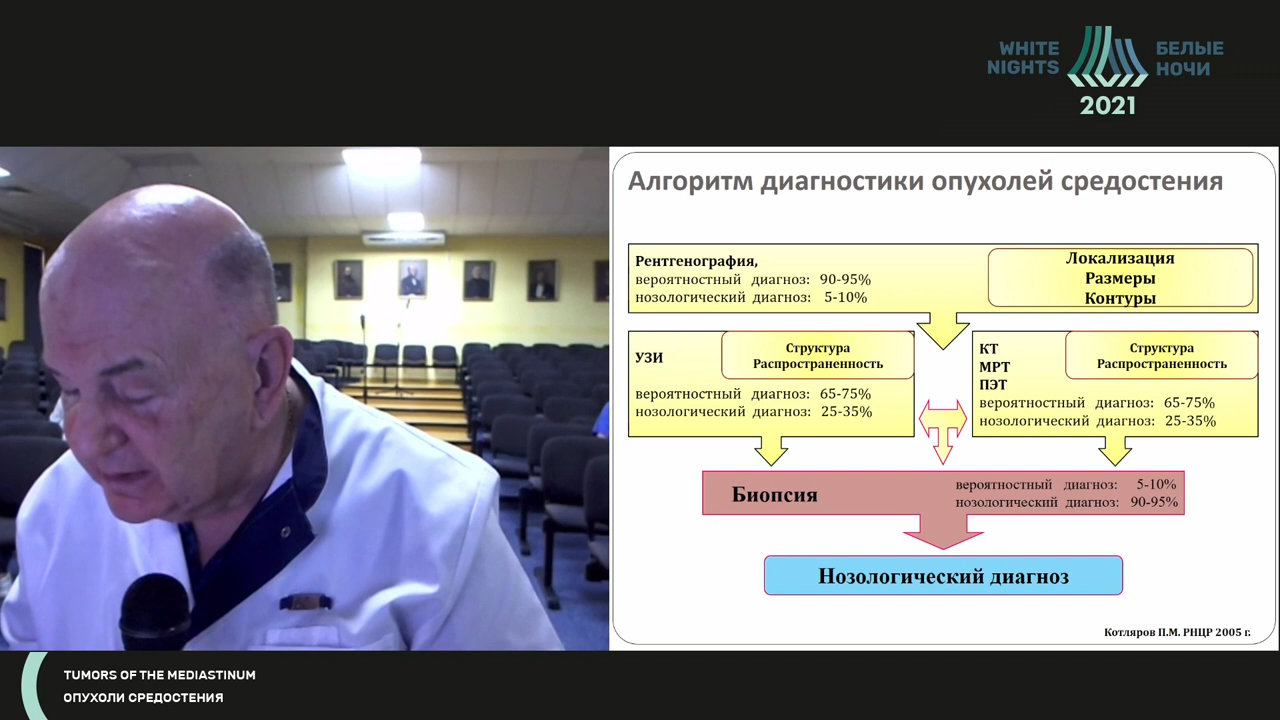 WHITE
NIGHTS
БЕЛЫЕ
НОЧИ
2021
Алгоритм диагностики опухолей средостения
Рентгенография,
вероятностный диагноз: 90-95%
нозологический диагноз: 5-10%
Локализация
Размеры
Контуры
УЗИ
Структура
Распространенность
вероятностный диагноз: 65-75%
нозологический диагноз: 25-35%
КТ
МРТ
ПЭТ
Структура
Распространенность
вероятностный диагноз: 65-75%
нозологический диагноз: 25-35%
Биопсия
вероятностный диагноз: 5-10%
нозологический диагноз: 90-95%
Нозологический диагноз
Котляров П.М. РНЦР 2005 г.
TUMORS OF THE MEDIASTINUM
ОПУХОЛИ СРЕДОСТЕНИЯ